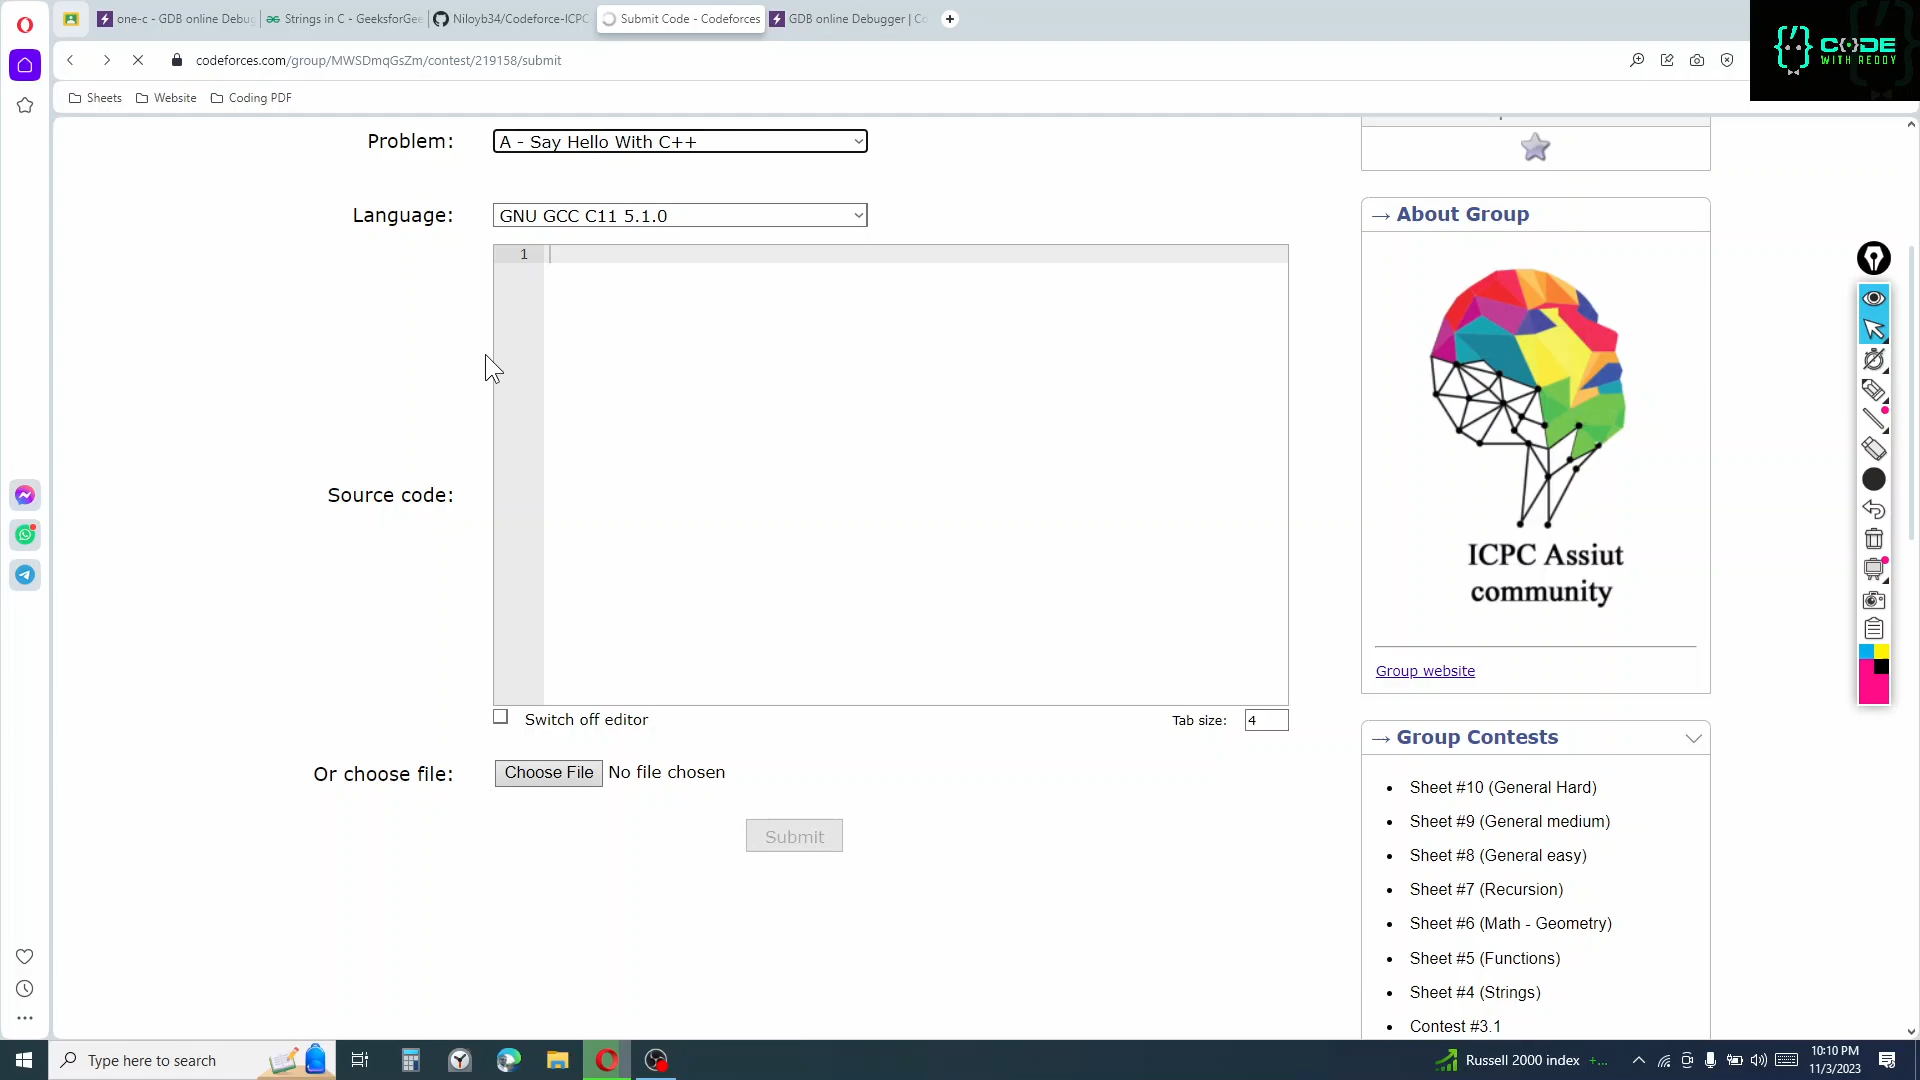 one - C - GDB online Debug
Strings in C - GeeksforGee
Niloyb34/Codeforce-ICPC
Submit Code - Codeforces
GDB online Debugger | Co
CODE
WITH REDDY
codeforces.com/group/MWSDmqGsZm/contest/219158/submit
Sheets
Website
Coding PDF
Problem:
A - Say Hello With C++
Language:
GNU GCC C11 5.1.0
→ About Group
1
Source code:
ICPC Assiut
community
Group website
Switch off editor
Tab size:
4
→ Group Contests
Or choose file:
Choose File
No file chosen
Submit
Sheet #10 (General Hard)
Sheet #9 (General medium)
Sheet #8 (General easy)
Sheet #7 (Recursion)
Sheet #6 (Math - Geometry)
Sheet #5 (Functions)
Sheet #4 (Strings)
Contest #3.1
Type here to search
Russell 2000 index +...
10:10 PM
11/3/2023